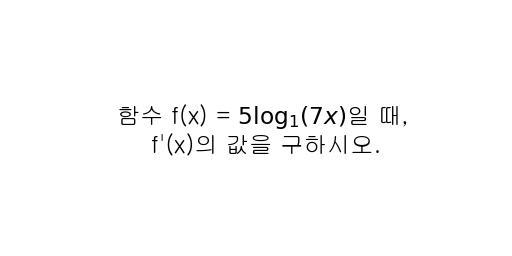 함수 f(x) = 5log₁(7x)일 때,
f'(x)의 값을 구하시오.